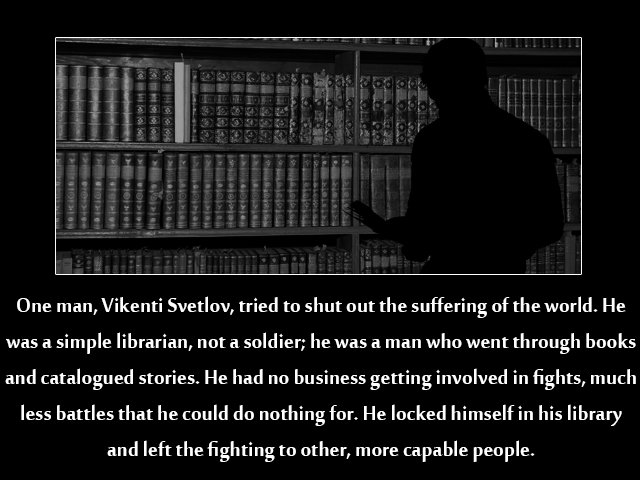 One man, Vikenti Svetlov, tried to shut out the suffering of the world. He
was a simple librarian, not a soldier; he was a man who went through books
and catalogued stories. He had no business getting involved in fights, much
less battles that he could do nothing for. He locked himself in his library
and left the fighting to other, more capable people.